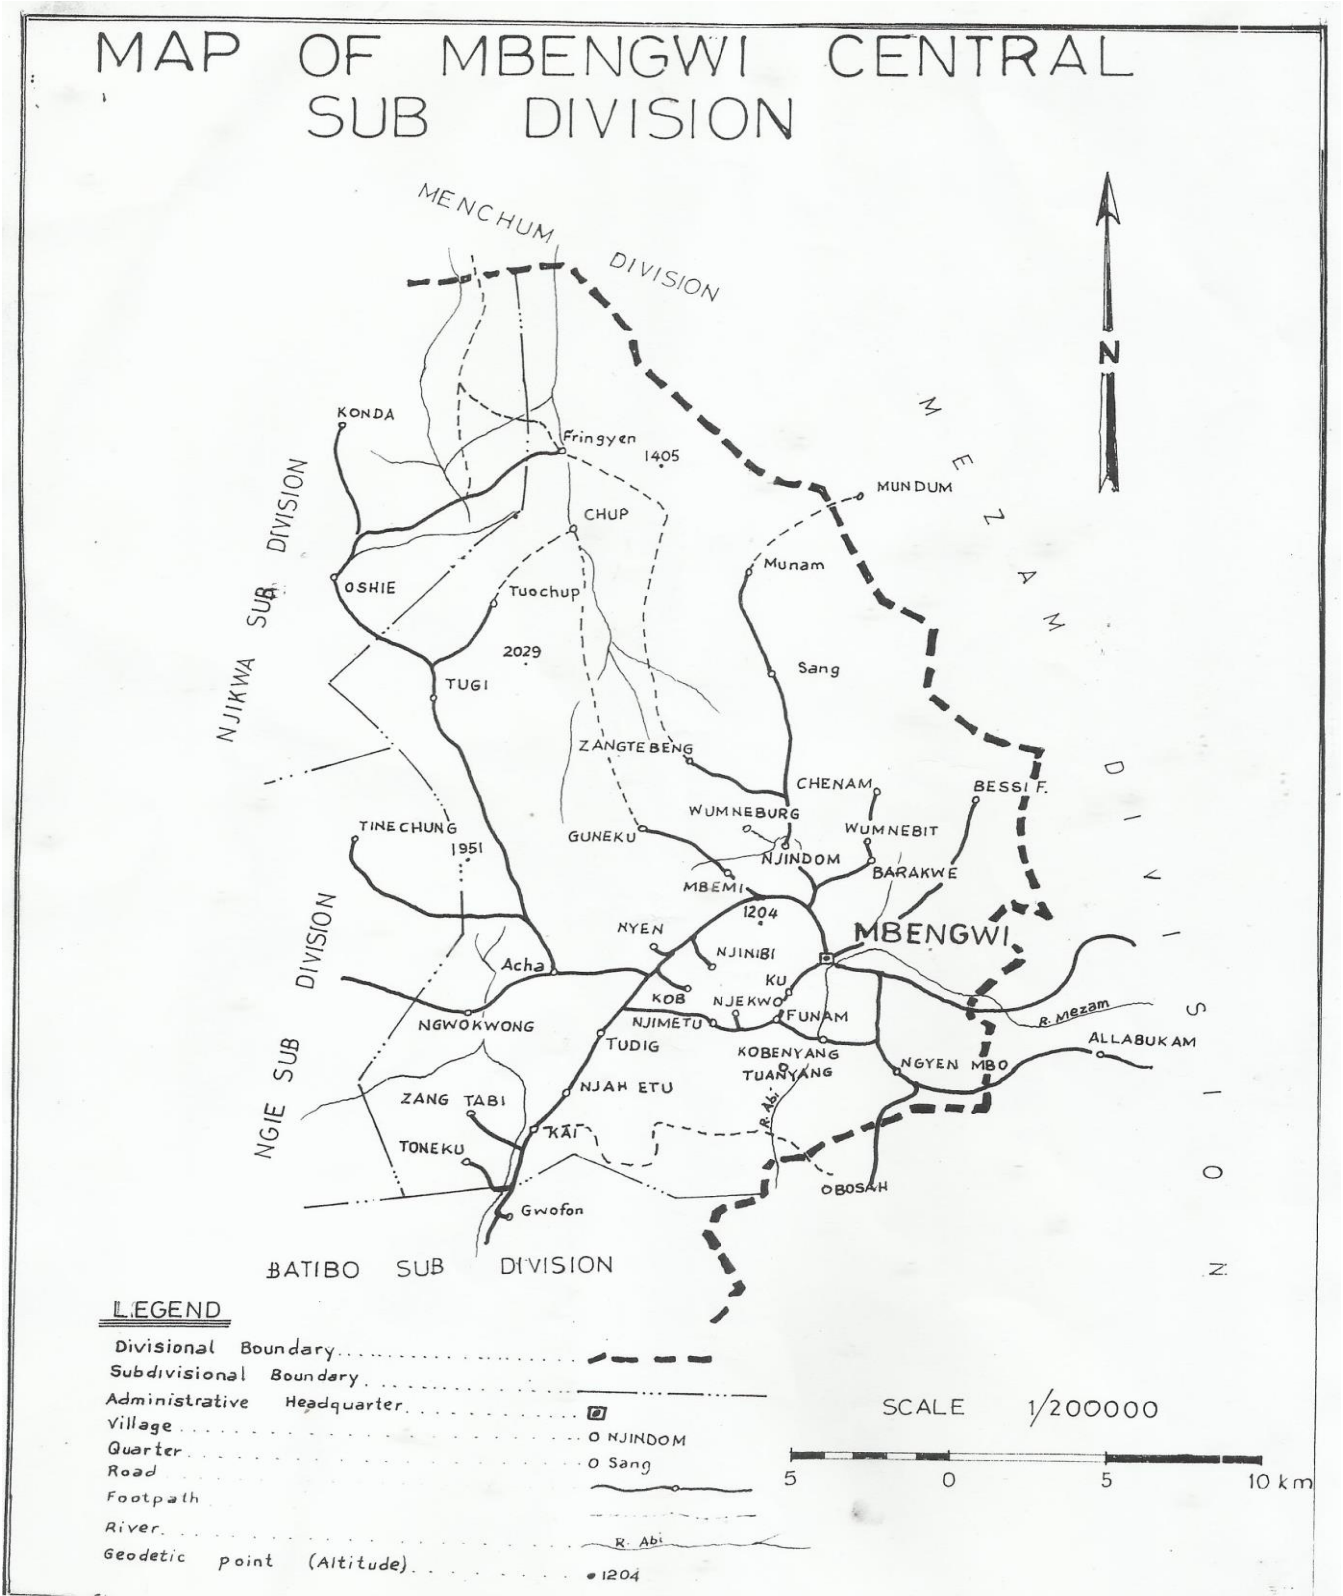 MAP OF MBENGWI CENTRAL
SUB DIVISION
MENCHUM DIVISION
N
MEZAM DIVISION
KONDA
Fringyen
1405
MUNDUM
CHUP
NJIKWA SUB DIVISION
OSHIE
Munam
Tuochup
2029
Sang
TUGI
ZANGTEBENG
CHENAM
BESSI F.
WUMNEBURG
WUMNEBIT
TINECHUNG
GUNEKU
1951
NJINDOM
BARAKWE
MBEMI
1204
NYEN
MBENGWI
NJINIBI
Acha
KU
KOB
NJEKWO
NGIE SUB DIVISION
NGWOKWONG
NJIMETU
FUNAM
R. Mezam
TUDIG
KOBENYANG
ALLABUKAM
TUANYANG
NGYEN MBO
ZANG TABI
NJAH ETU
R. Abi
KAI
TONEKU
BOSAH
Gwofon
BATIBO SUB DIVISION
LEGEND
Divisional Boundary
Subdivisional Boundary
Administrative Headquarter
Village NJINDOM
Quarter Sang
Road
Footpath
River R. Abi
Geodetic point (Altitude) 1204
SCALE 1/200000
5 0 5 10 km